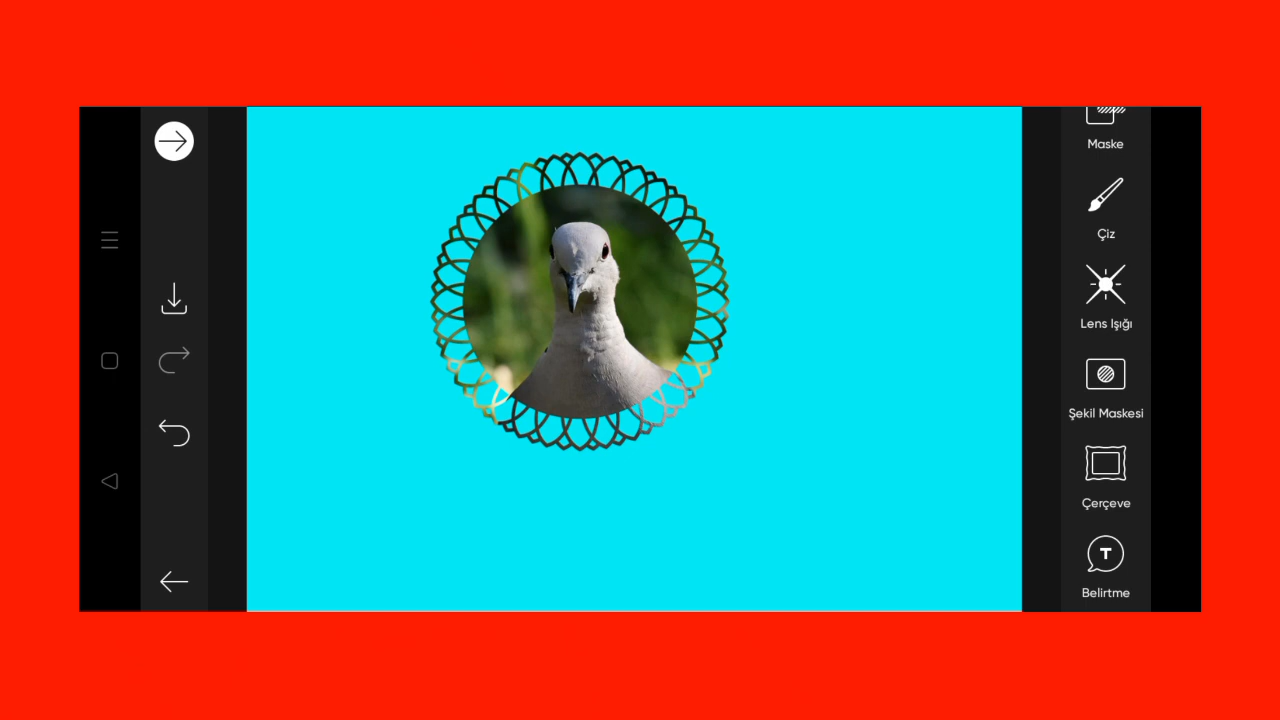 Maske
Çiz
Lens Işığı
Şekil Maskesi
Çerçeve
T
Belirtme